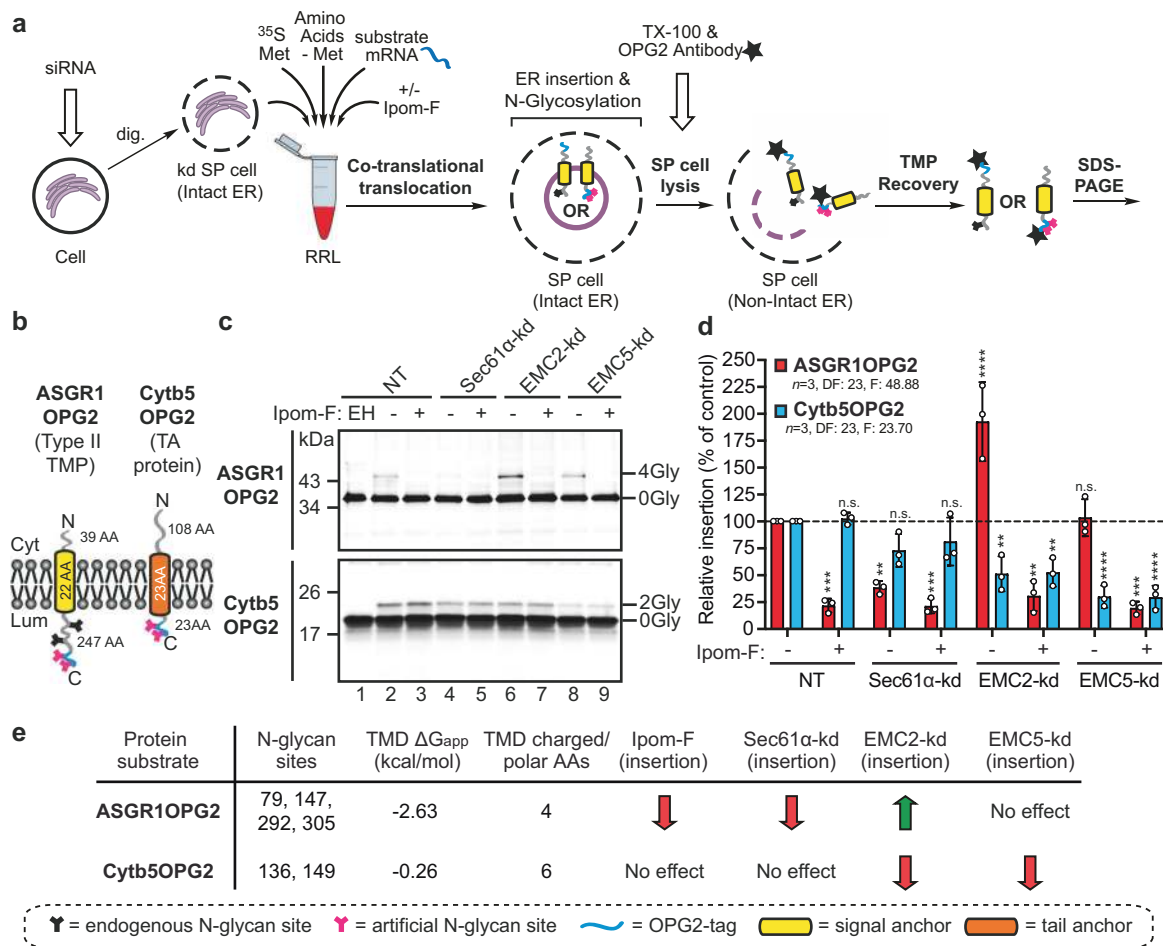 a
siRNA
Cell
dig.
kd SP cell
(Intact ER)
35S
Met
Amino
Acids
- Met
substrate
mRNA
+/-
Ipom-F
RRL
Co-translational
translocation
ER insertion &
N-Glycosylation
OR
SP cell
(Intact ER)
TX-100 &
OPG2 Antibody
SP cell
lysis
SP cell
(Non-Intact ER)
TMP
Recovery
OR
SDS-
PAGE
b
ASGR1
OPG2
(Type II
TMP)
Cytb5
OPG2
(TA
protein)
N
39 AA
22 AA
247 AA
C
N
108 AA
23AA
23AA
C
Cyt
Lum
c
NT
Sec61α-kd
EMC2-kd
EMC5-kd
Ipom-F: EH - + - + - + - +
kDa
ASGR1
OPG2
43
34
4Gly
0Gly
Cytb5
OPG2
26
17
2Gly
0Gly
1 2 3 4 5 6 7 8 9
d
Relative insertion (% of control)
250
225
200
175
150
125
100
75
50
25
0
ASGR1OPG2
n=3, DF: 23, F: 48.88
Cytb5OPG2
n=3, DF: 23, F: 23.70
***
n.s.
**
n.s.
***
n.s.
****
**
**
**
n.s.
****
***
****
Ipom-F: - + - + - + - +
NT Sec61α-kd EMC2-kd EMC5-kd
e
Protein
substrate
N-glycan
sites
TMD ΔGapp
(kcal/mol)
TMD charged/
polar AAs
Ipom-F
(insertion)
Sec61α-kd
(insertion)
EMC2-kd
(insertion)
EMC5-kd
(insertion)
ASGR1OPG2
79, 147,
292, 305
-2.63
4
No effect
Cytb5OPG2
136, 149
-0.26
6
No effect
No effect
= endogenous N-glycan site
= artificial N-glycan site
= OPG2-tag
= signal anchor
= tail anchor